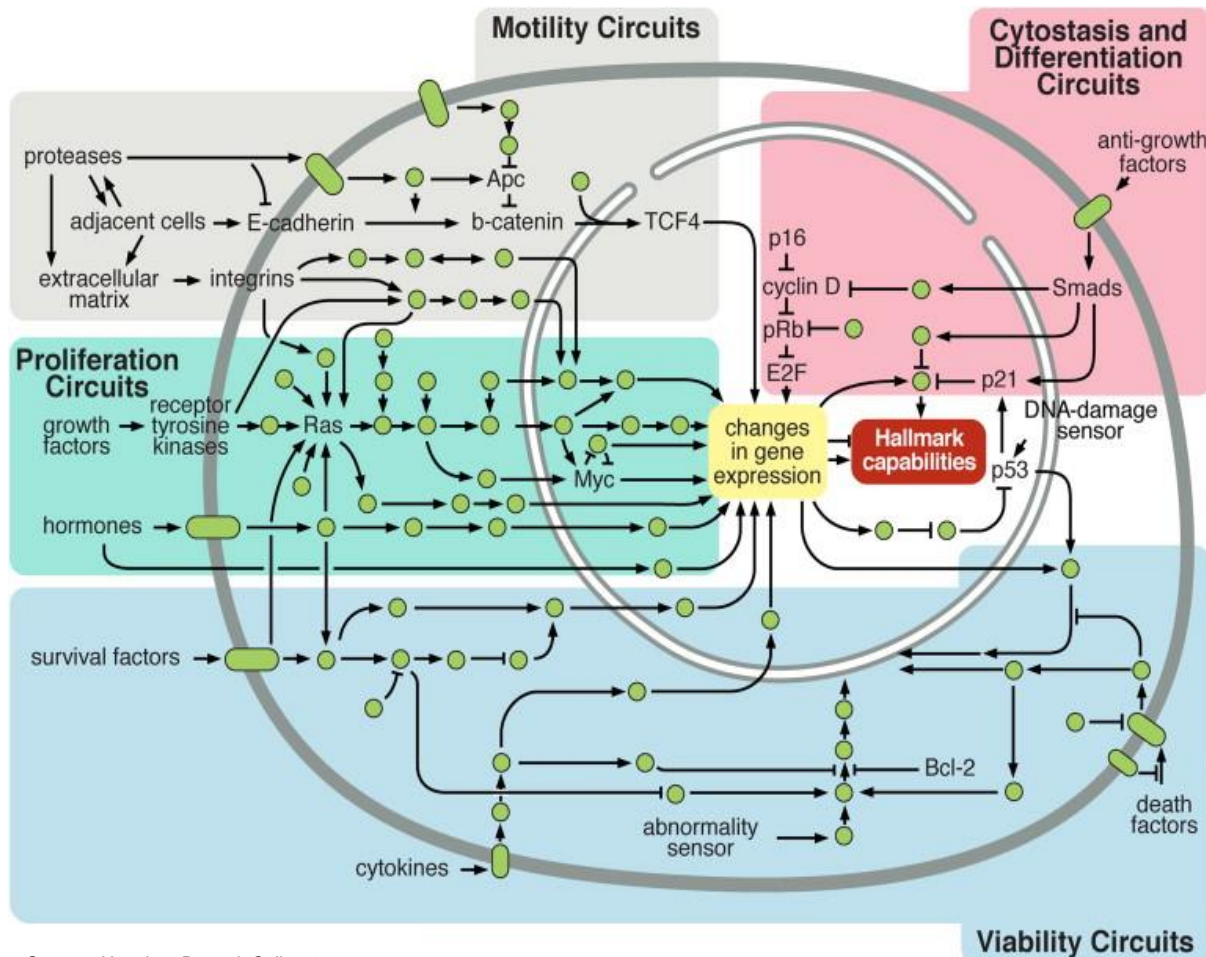 Motility Circuits
Cytostasis and
Differentiation
Circuits
proteases
anti-growth
factors
Apc
adjacent cells
E-cadherin
b-catenin
TCF4
p16
extracellular
matrix
integrins
cyclin D
Smads
pRb
Proliferation
Circuits
E2F
p21
growth
factors
receptor
tyrosine
kinases
Ras
changes
in gene
expression
Hallmark
capabilities
DNA-damage
sensor
p53
Myc
hormones
survival factors
Bcl-2
death
factors
abnormality
sensor
cytokines
Viability Circuits